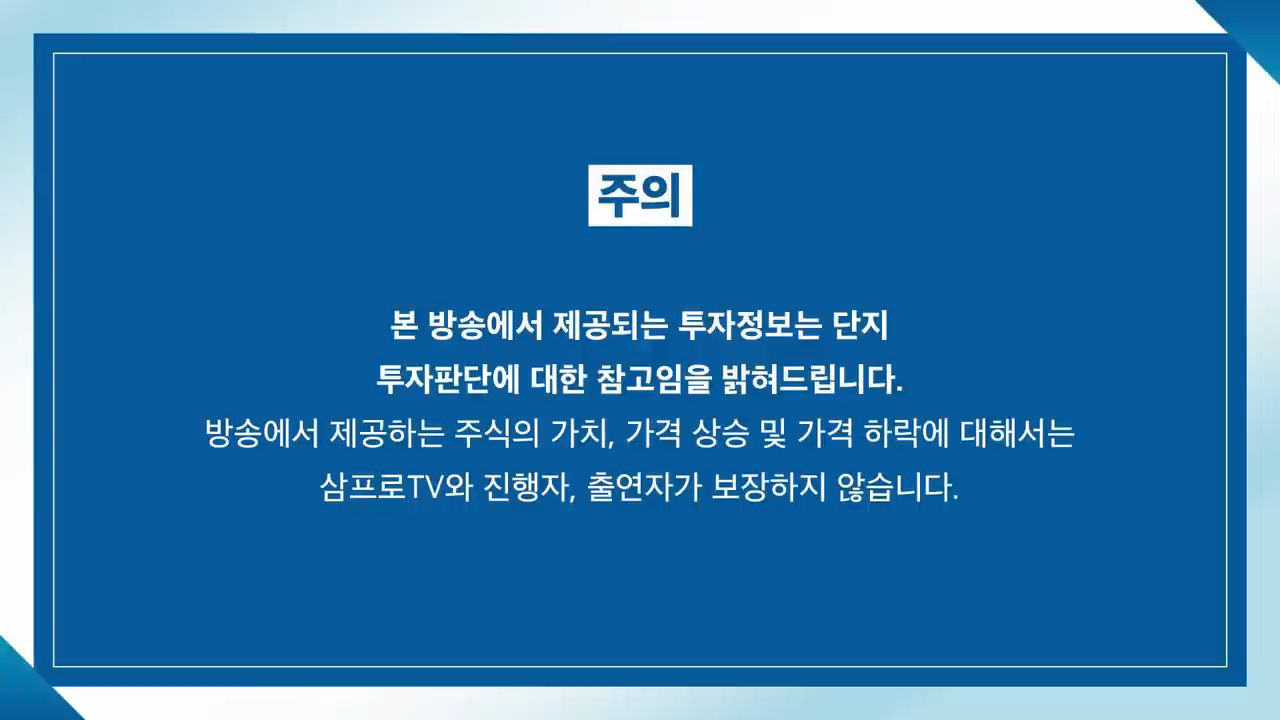 주의
본 방송에서 제공되는 투자정보는 단지
투자판단에 대한 참고임을 밝혀드립니다.
방송에서 제공하는 주식의 가치, 가격 상승 및 가격 하락에 대해서는
삼프로TV와 진행자, 출연자가 보장하지 않습니다.